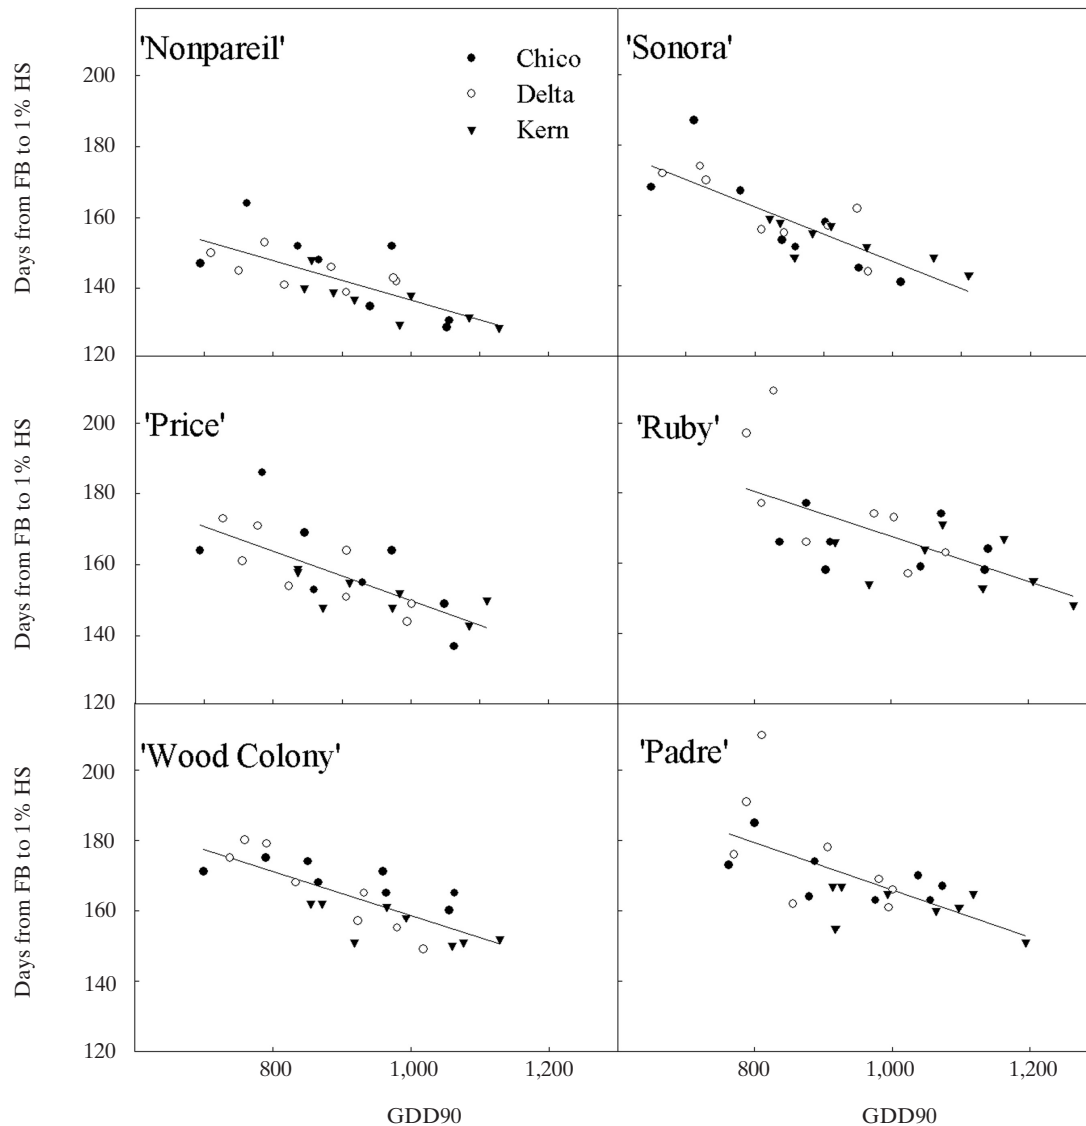 'Nonpareil'
Chico
Delta
Kern
'Sonora'
Days from FB to 1% HS
200
180
160
140
120
'Price'
'Ruby'
Days from FB to 1% HS
200
180
160
140
120
'Wood Colony'
'Padre'
Days from FB to 1% HS
200
180
160
140
120
800
1,000
1,200
800
1,000
1,200
GDD90
GDD90